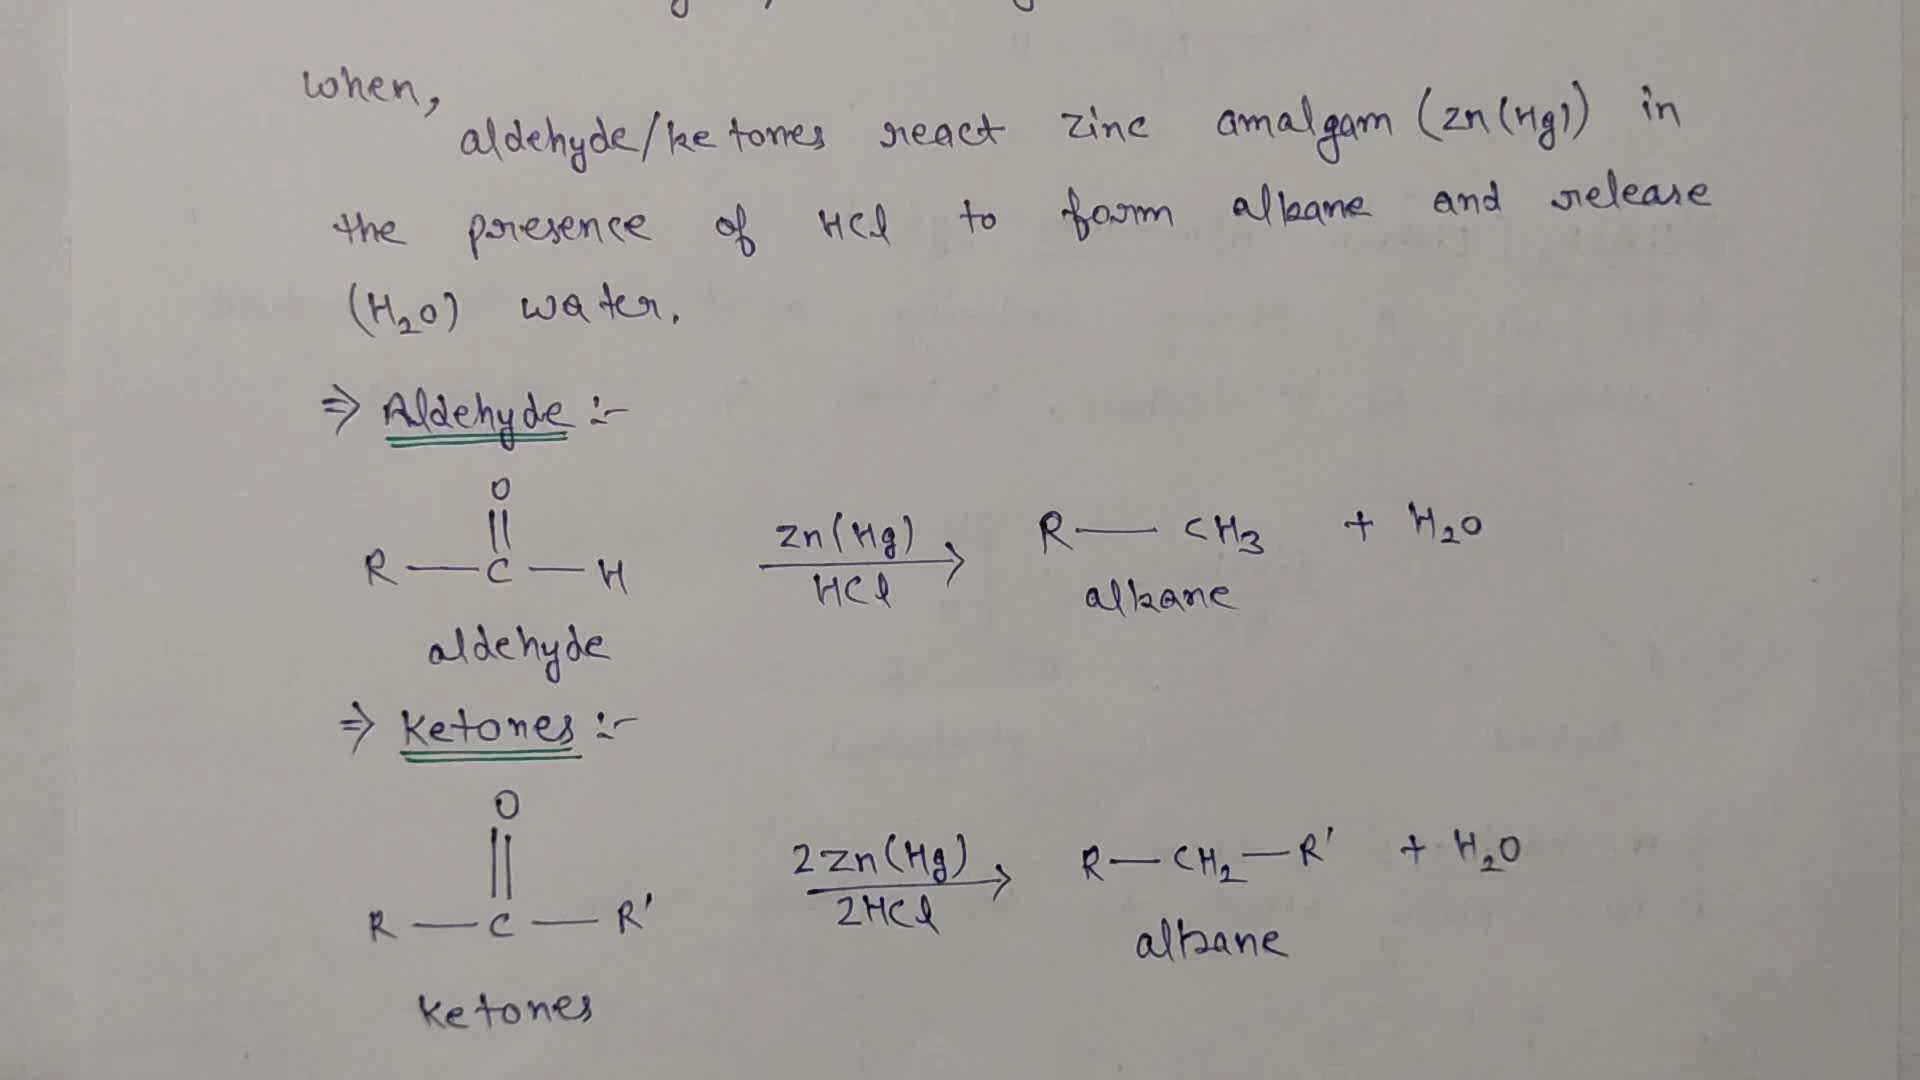 when,
aldehyde/ketones react zinc amalgam (zn(Hg)) in
the presence of HCl to form alkane and release
(H₂O) water.
⇒ Aldehyde :-
O
||
R — C — H
zn(Hg)
HCl
R — CH₃ + H₂O
aldehyde
alkane
⇒ Ketones :-
O
||
R — C — R'
2zn(Hg)
2HCl
R — CH₂ — R' + H₂O
alkane
ketones